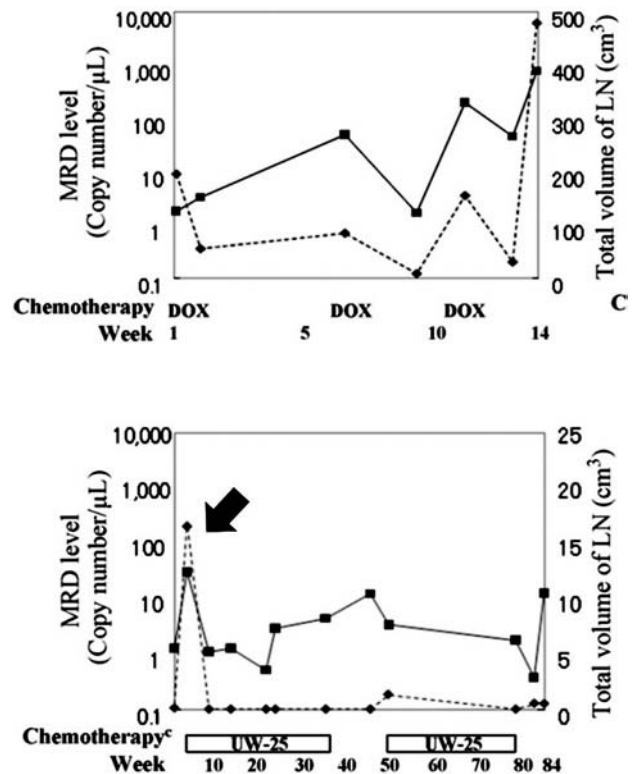 10,000
1,000
100
10
1
0.1
MRD level
(Copy number/μL)
500
400
300
200
100
0
Total volume of LN (cm³)
Chemotherapy DOX DOX DOX C
Week 1 5 10 14
10,000
1,000
100
10
1
0.1
MRD level
(Copy number/μL)
25
20
15
10
5
0
Total volume of LN (cm³)
Chemotherapyᶜ UW-25 UW-25
Week 10 20 30 40 50 60 70 80 84